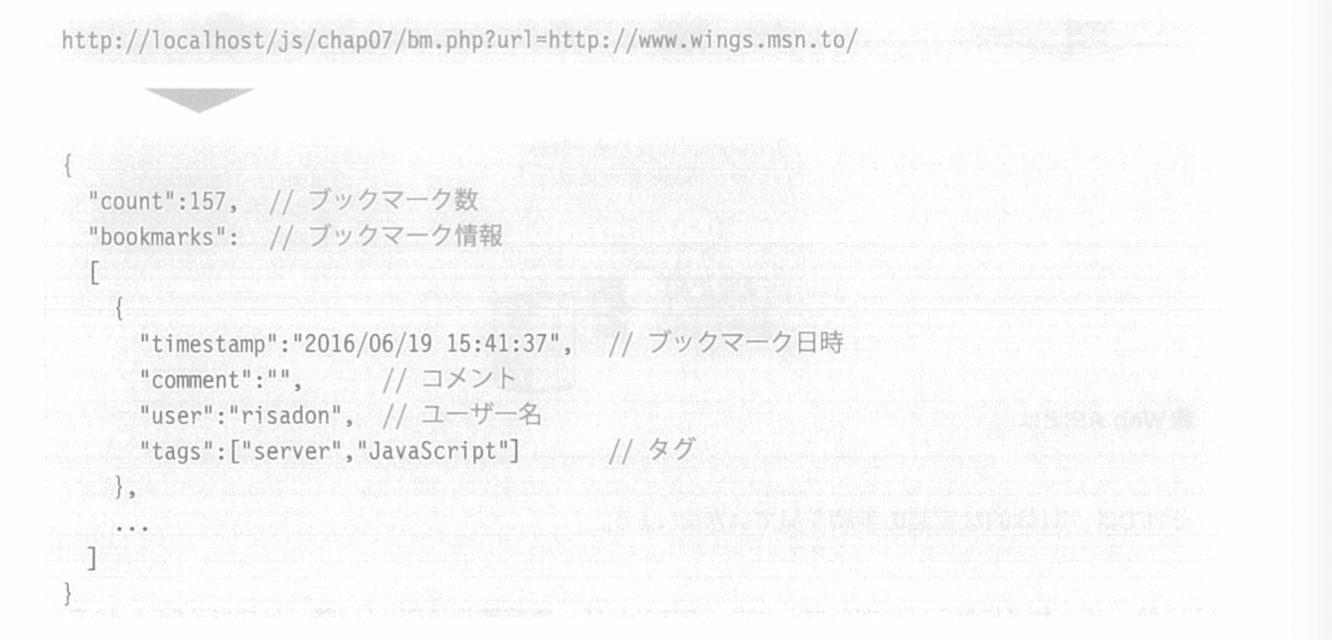 http://localhost/js/chap07/bm.php?url=http://www.wings.msn.to/
{
"count":157, // ブックマーク数
"bookmarks": // ブックマーク情報
[
{
"timestamp":"2016/06/19 15:41:37", // ブックマーク日時
"comment":"", // コメント
"user":"risadon", // ユーザー名
"tags":["server","JavaScript"] // タグ
},
...
]
}